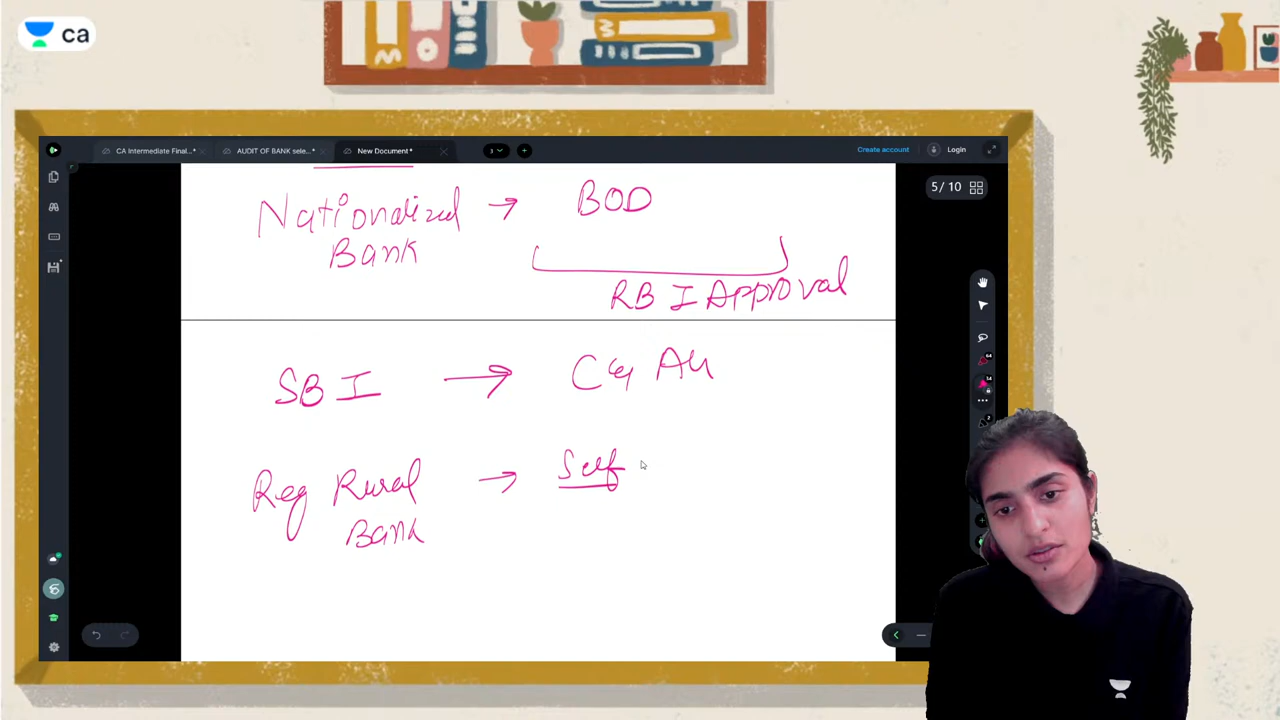 ca
CA Intermediate Final...*
AUDIT OF BANK sele...*
New Document*
Create account
Login
5/10
Nationalized → BOD
Bank
RBI Approval
SBI →
Reg Rural → Self
Bank